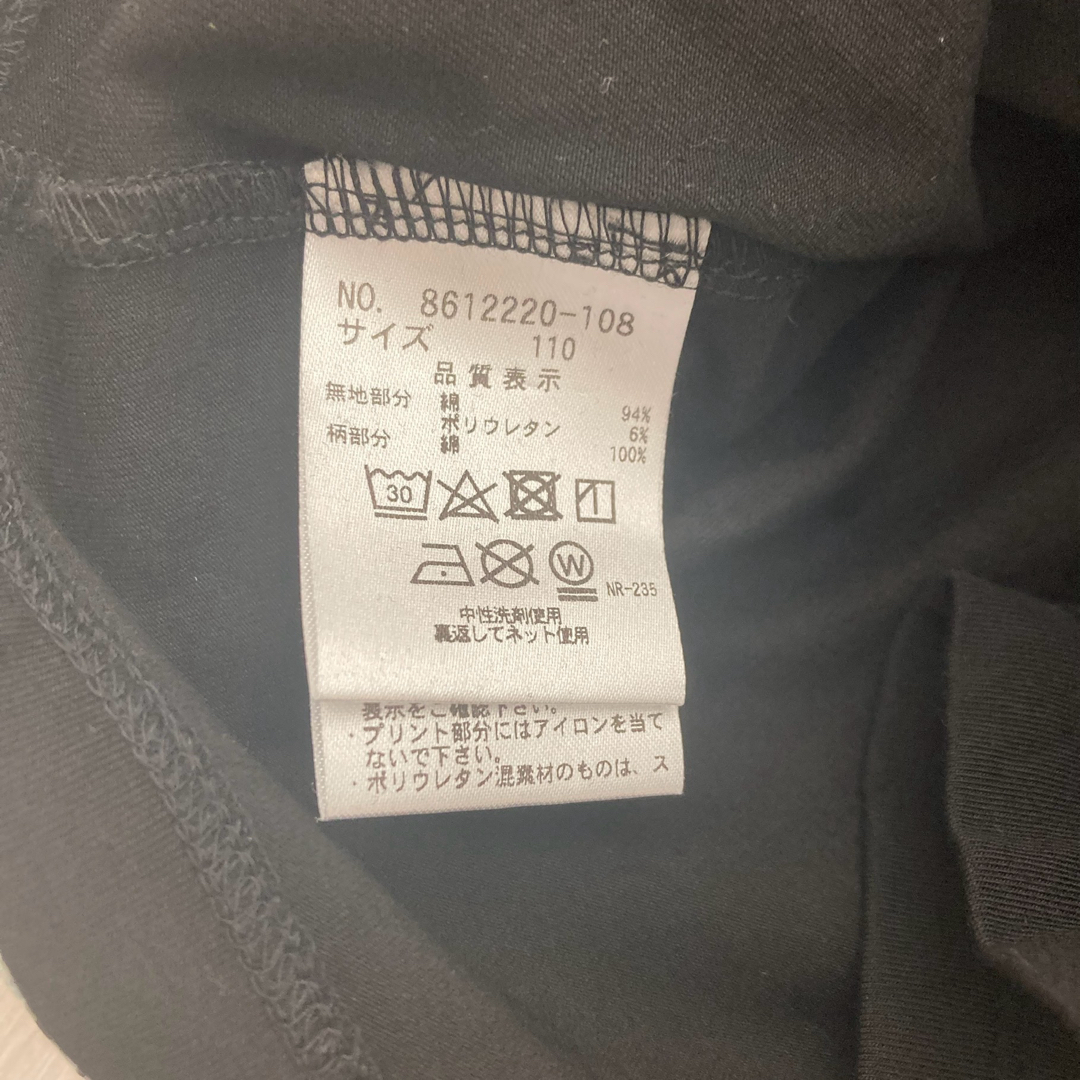 NO. 8612220-108
サイズ 110
品質表示
無地部分 綿 94%
ポリウレタン 6%
柄部分 綿 100%
30
W
NR-235
中性洗剤使用
裏返してネット使用
表示をご確認下さい。
・プリント部分にはアイロンを当て
ないで下さい。
・ポリウレタン混素材のものは、ス